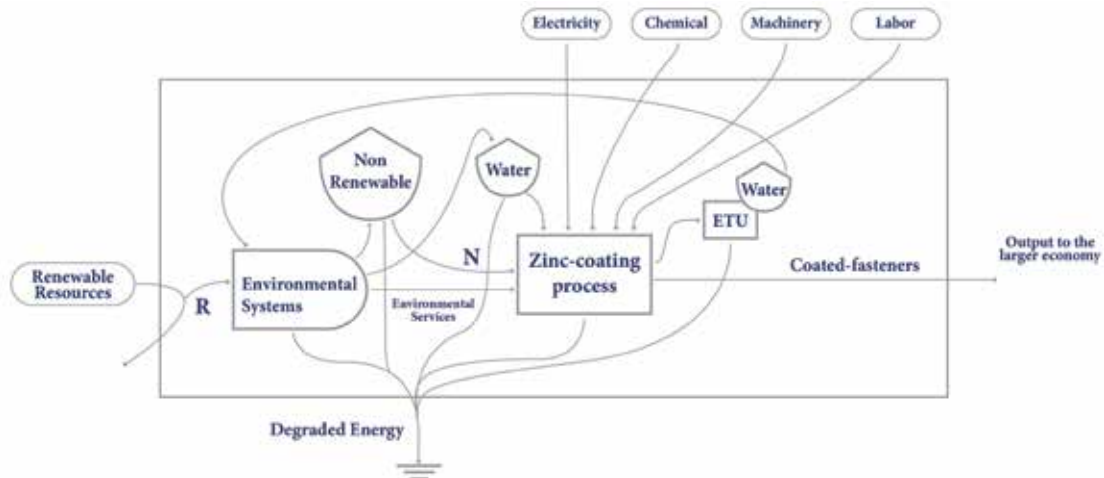 Electricity
Chemical
Machinery
Labor
Non
Renewable
Water
Water
ETU
Renewable
Resources
R
Environmental
Systems
N
Environmental
Services
Zinc-coating
process
Coated-fasteners
Output to the
larger economy
Degraded Energy